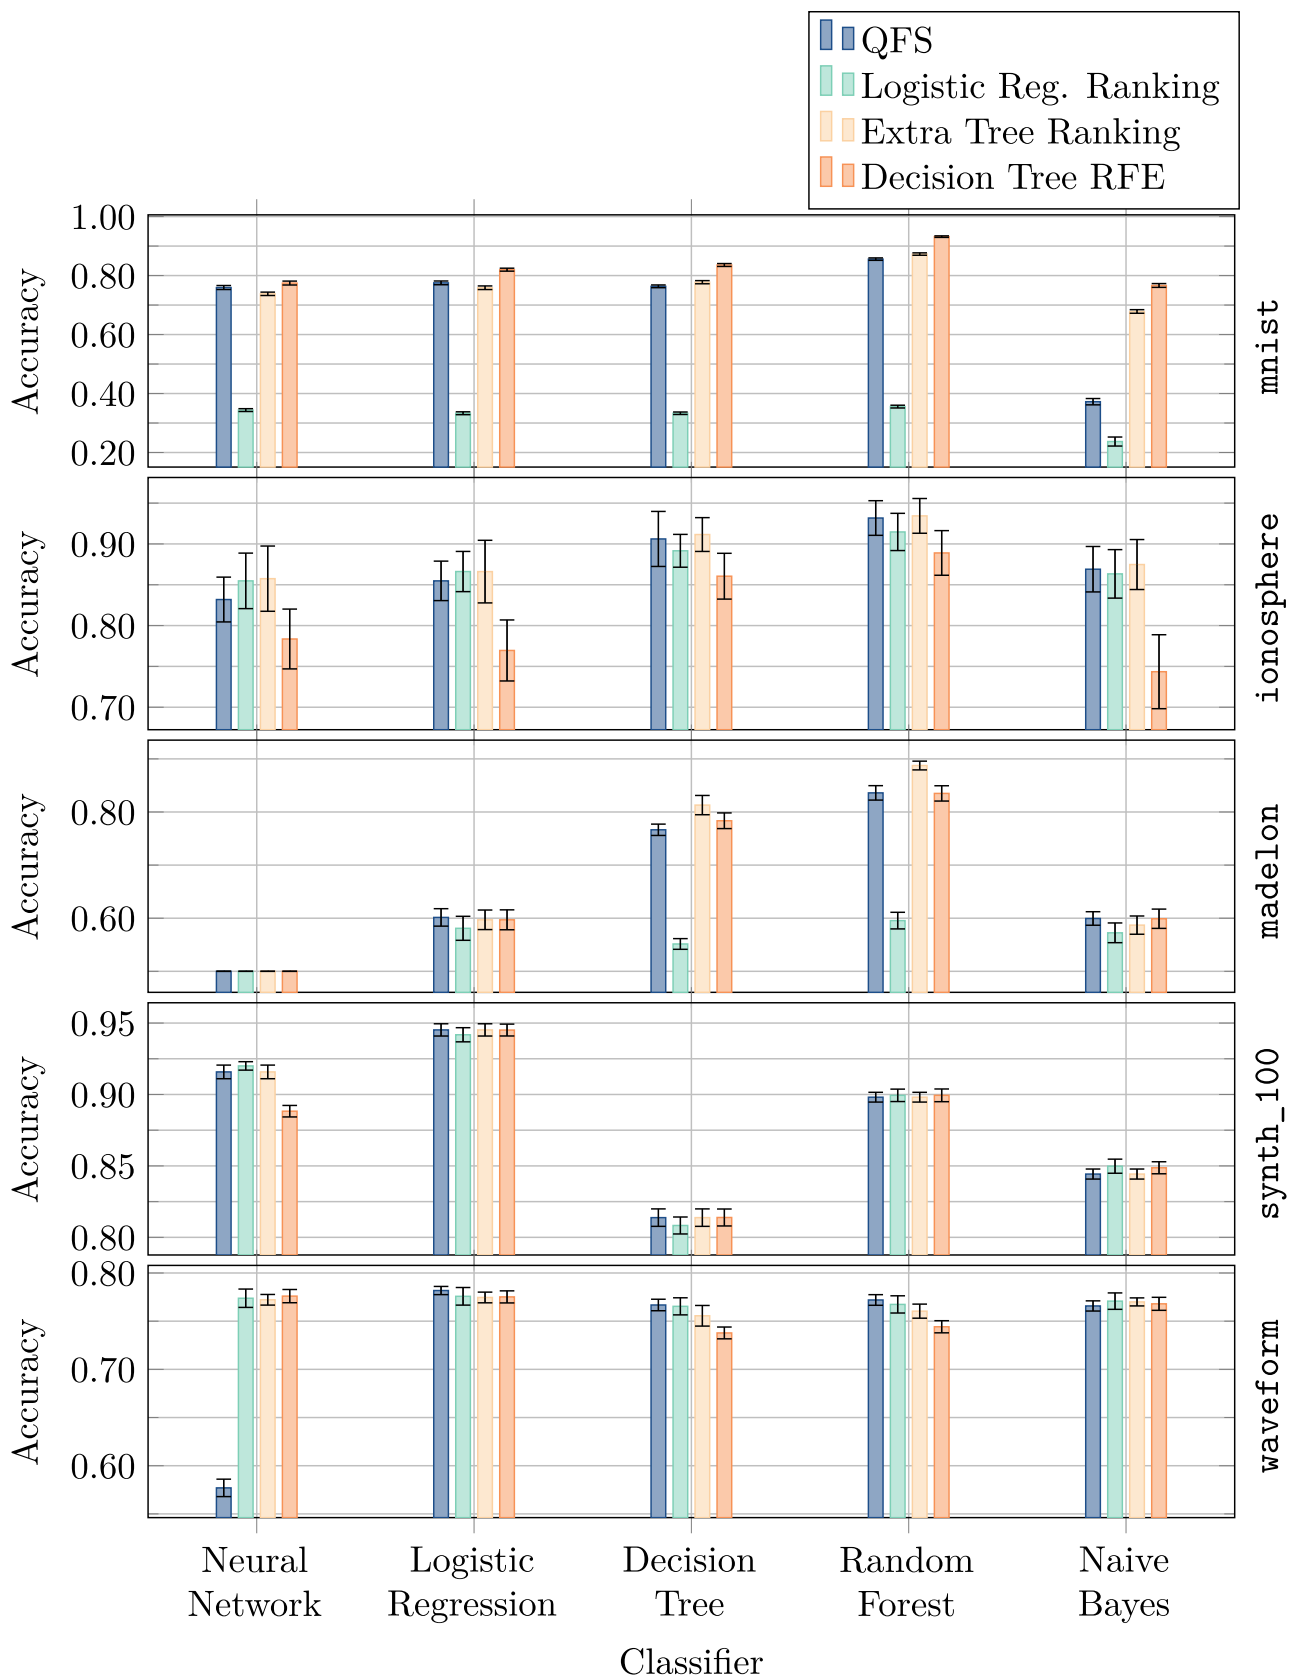 QFS
Logistic Reg. Ranking
Extra Tree Ranking
Decision Tree RFE
1.00
0.80
0.60
0.40
0.20
Accuracy
mnist
0.90
0.80
0.70
Accuracy
ionosphere
0.80
0.60
Accuracy
madelon
0.95
0.90
0.85
0.80
Accuracy
synth_100
0.80
0.70
0.60
Accuracy
waveform
Neural
Network
Logistic
Regression
Decision
Tree
Random
Forest
Naive
Bayes
Classifier